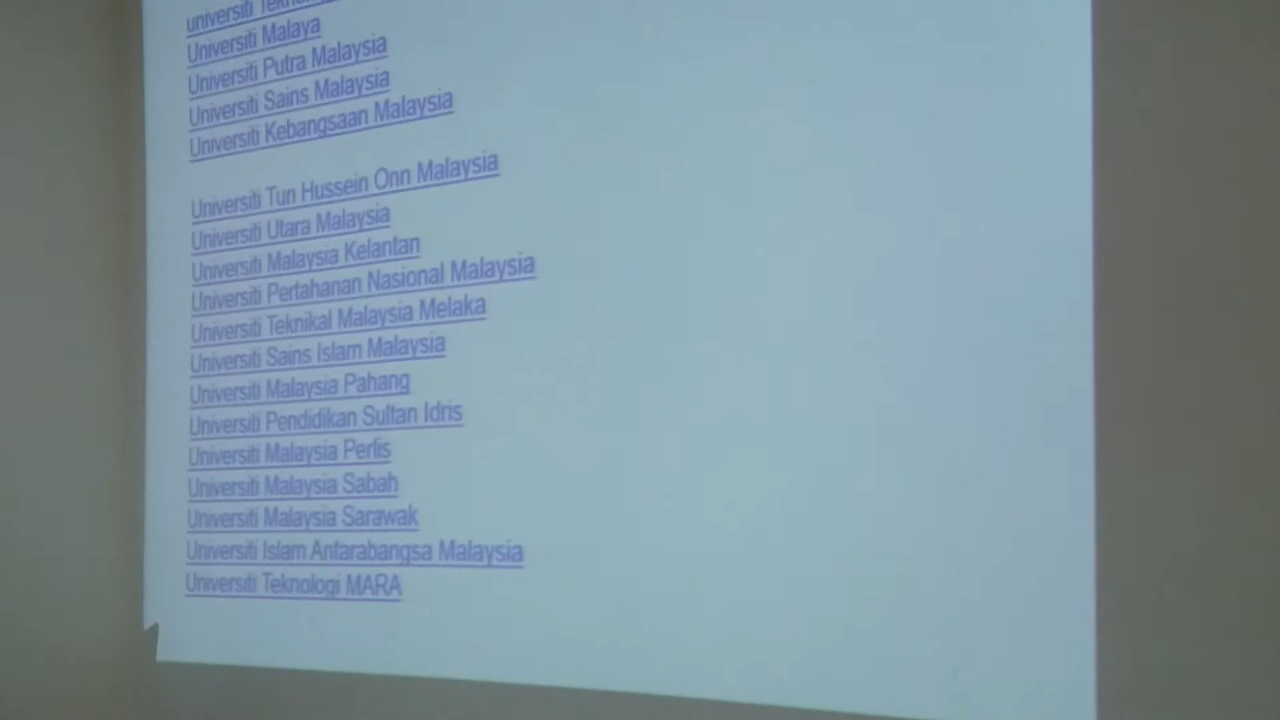 Universiti Malaya
Universiti Putra Malaysia
Universiti Sains Malaysia
Universiti Kebangsaan Malaysia
Universiti Tun Hussein Onn Malaysia
Universiti Utara Malaysia
Universiti Malaysia Kelantan
Universiti Pertahanan Nasional Malaysia
Universiti Teknikal Malaysia Melaka
Universiti Sains Islam Malaysia
Universiti Malaysia Pahang
Universiti Pendidikan Sultan Idris
Universiti Malaysia Perlis
Universiti Malaysia Sabah
Universiti Malaysia Sarawak
Universiti Islam Antarabangsa Malaysia
Universiti Teknologi MARA